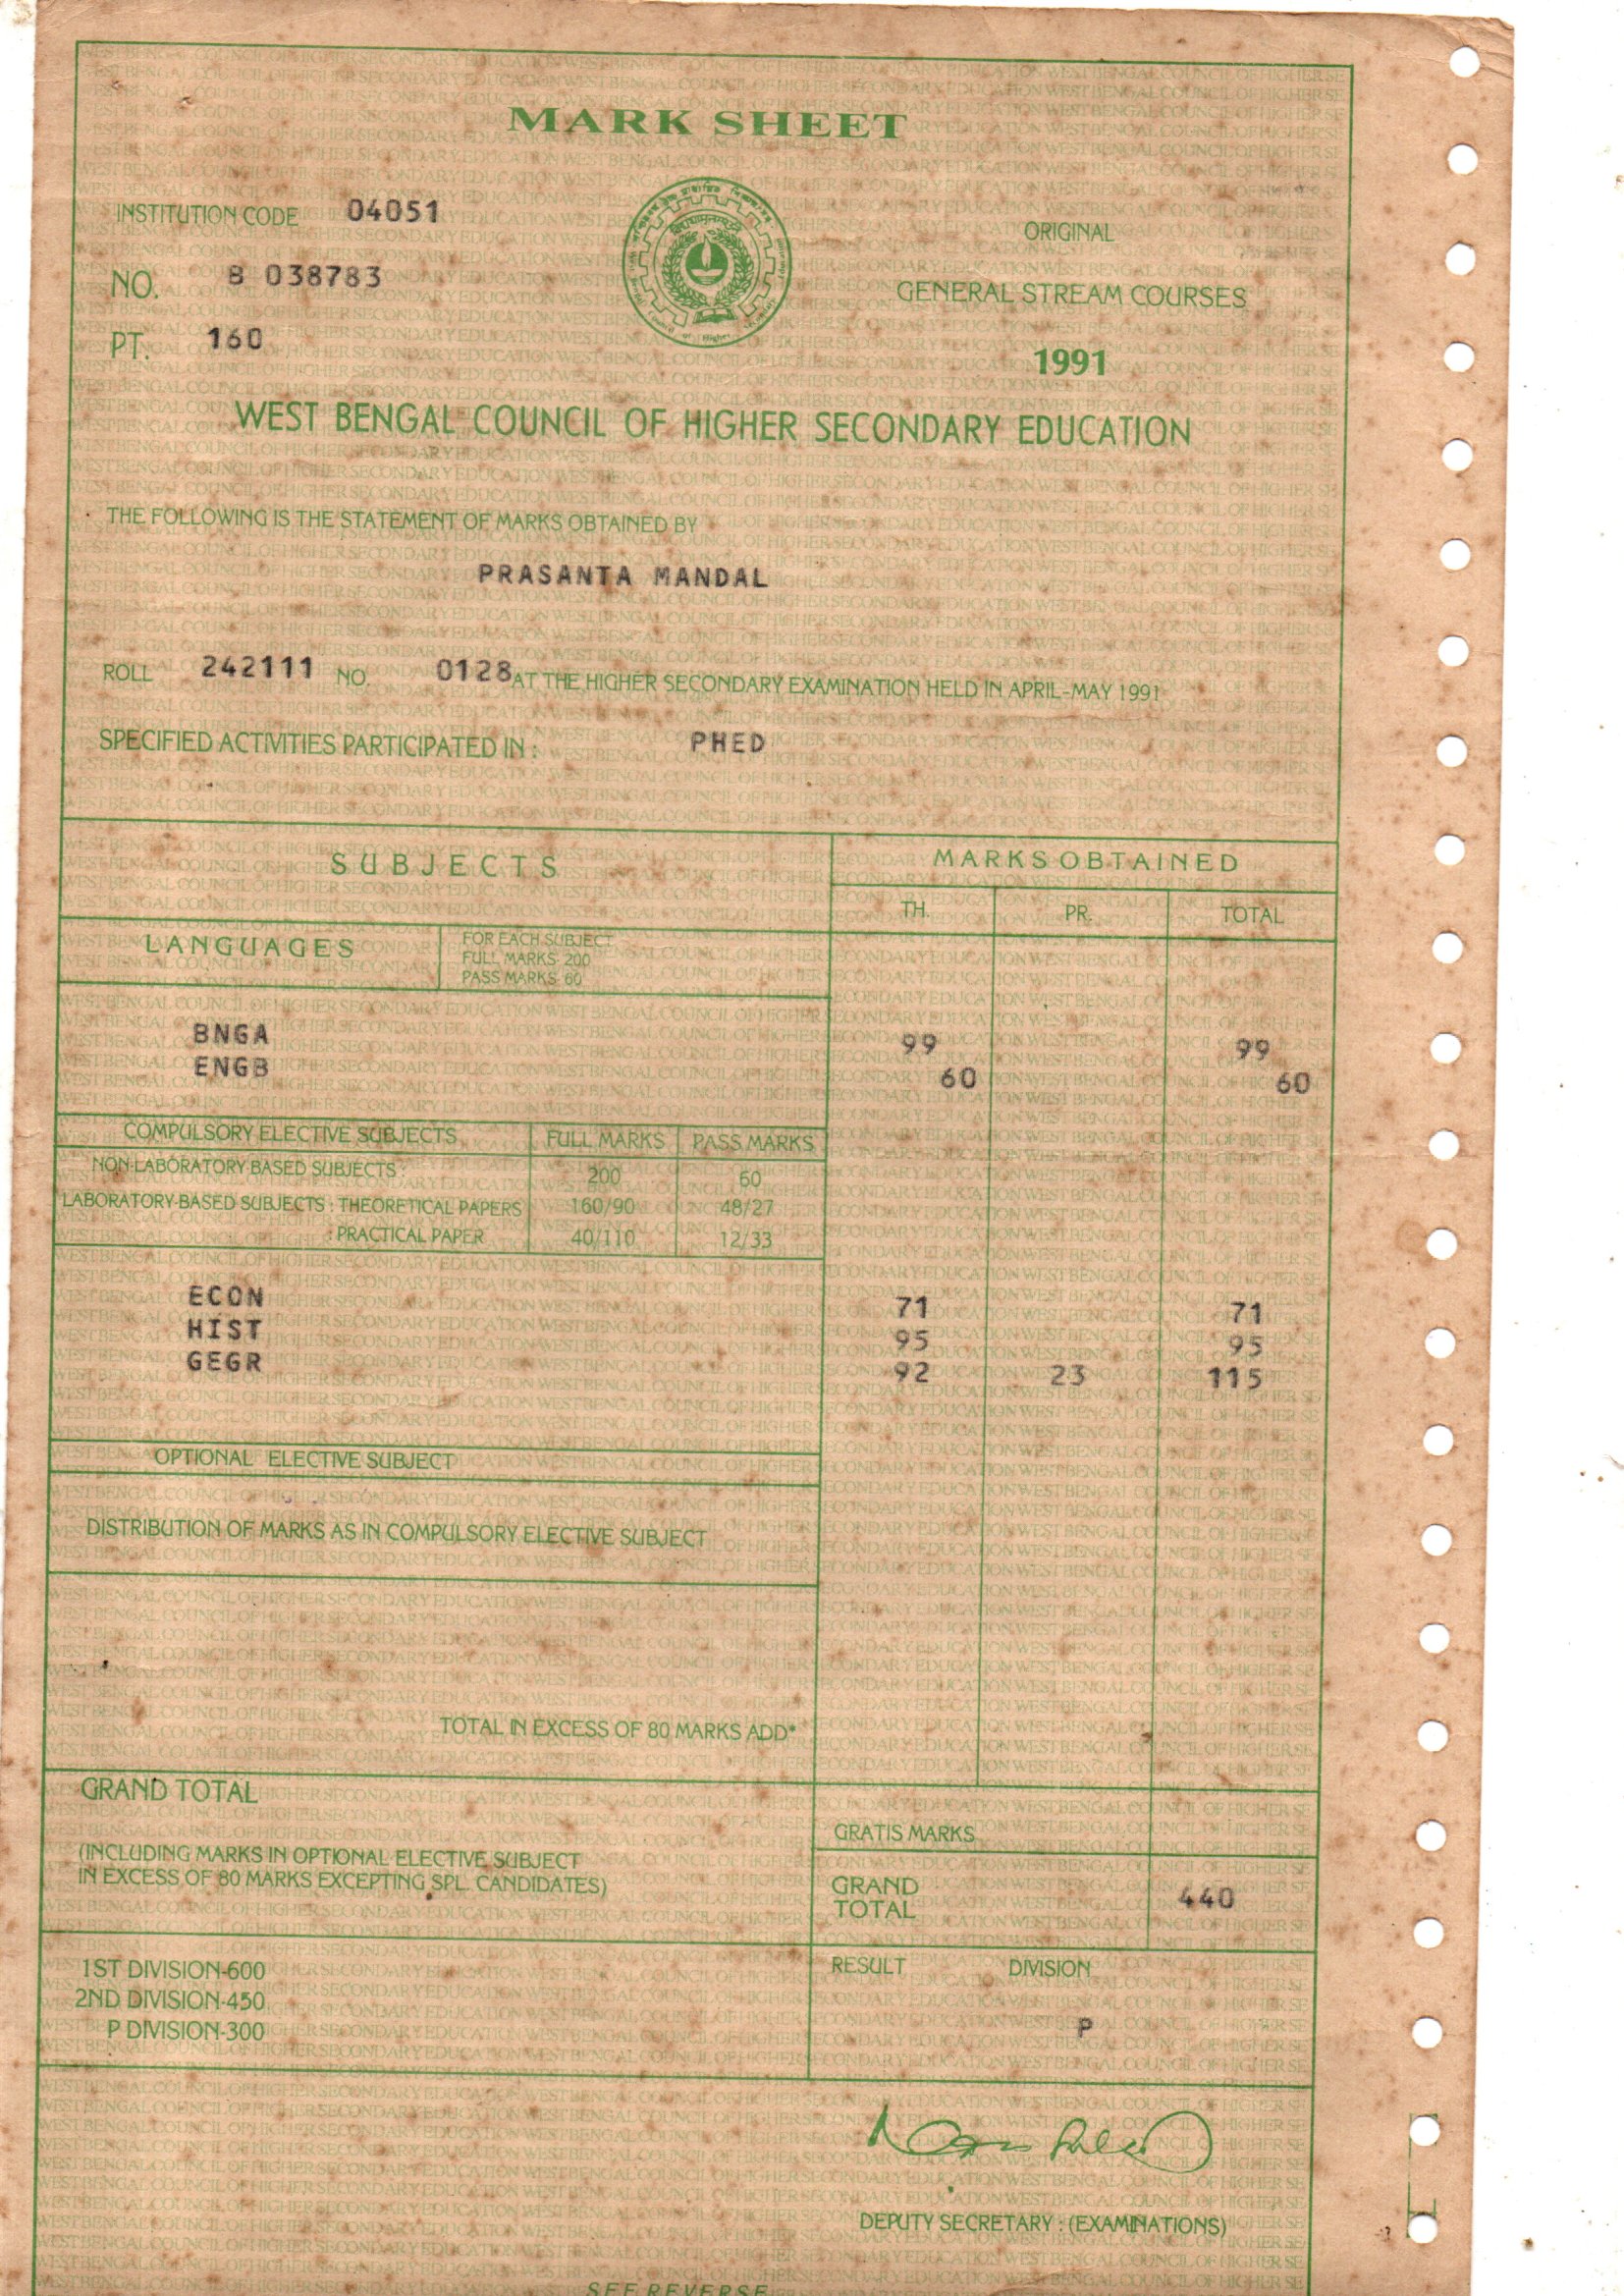 MARK SHEET
INSTITUTION CODE 04051
ORIGINAL
NO. B 038783
GENERAL STREAM COURSES
PT. 160
1991
WEST BENGAL COUNCIL OF HIGHER SECONDARY EDUCATION
THE FOLLOWING IS THE STATEMENT OF MARKS OBTAINED BY
PRASANTA MANDAL
ROLL 242111 NO. 0128 AT THE HIGHER SECONDARY EXAMINATION HELD IN APRIL-MAY 1991
SPECIFIED ACTIVITIES PARTICIPATED IN : PHED
SUBJECTS MARKS OBTAINED
TH. PR. TOTAL
LANGUAGES
FOR EACH SUBJECT
FULL MARKS-200
PASS MARKS-60
BNGA 99 99
ENGB 60 60
COMPULSORY ELECTIVE SUBJECTS FULL MARKS PASS MARKS
NON-LABORATORY-BASED SUBJECTS : 200 60
LABORATORY-BASED SUBJECTS : THEORETICAL PAPERS 160/90 48/27
: PRACTICAL PAPER 40/110 12/33
ECON 71 71
HIST 95 95
GEGR 92 23 115
OPTIONAL ELECTIVE SUBJECT
DISTRIBUTION OF MARKS AS IN COMPULSORY ELECTIVE SUBJECT
TOTAL IN EXCESS OF 80 MARKS ADD*
GRAND TOTAL
GRATIS MARKS
(INCLUDING MARKS IN OPTIONAL ELECTIVE SUBJECT
IN EXCESS OF 80 MARKS EXCEPTING SPL. CANDIDATES)
GRAND
TOTAL 440
1ST DIVISION-600
2ND DIVISION-450
P DIVISION-300
RESULT DIVISION
P
DEPUTY SECRETARY : (EXAMINATIONS)
SEE REVERSE